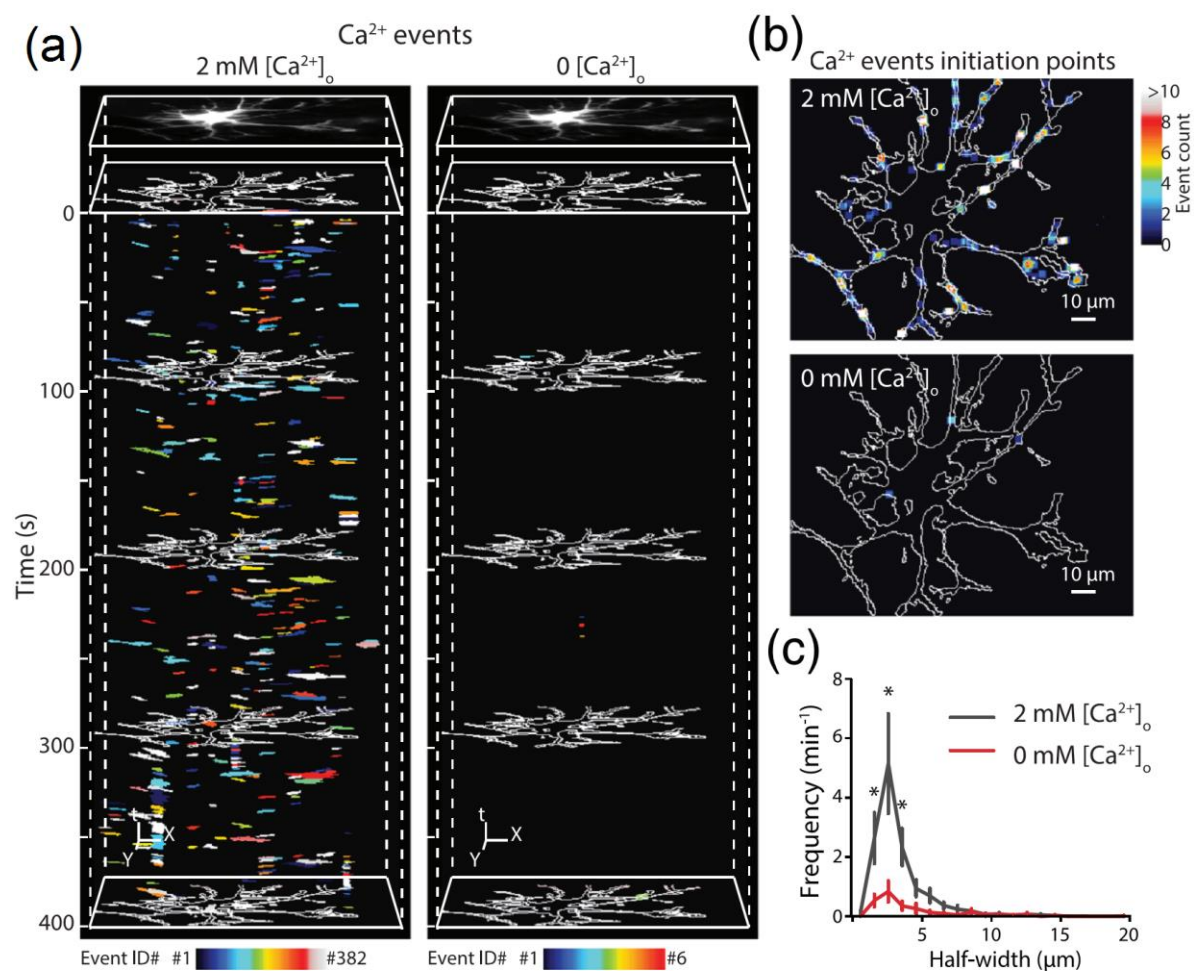 (a)
Ca²⁺ events
2 mM [Ca²⁺]ₒ
0 [Ca²⁺]ₒ
0
100
200
300
400
Time (s)
t
X
Y
t
X
Y
Event ID# #1 #382
Event ID# #1 #6
(b)
Ca²⁺ events initiation points
2 mM [Ca²⁺]ₒ
10 µm
>10
8
6
4
2
0
Event count
0 mM [Ca²⁺]ₒ
10 µm
(c)
8
6
4
2
0
Frequency (min⁻¹)
* * *
2 mM [Ca²⁺]ₒ
0 mM [Ca²⁺]ₒ
5 10 15 20
Half-width (µm)